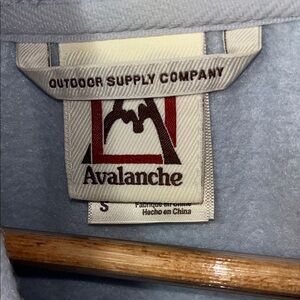 OUTDOOR SUPPLY COMPANY
Avalanche
S
Fabriqué en Chine
Hecho en China